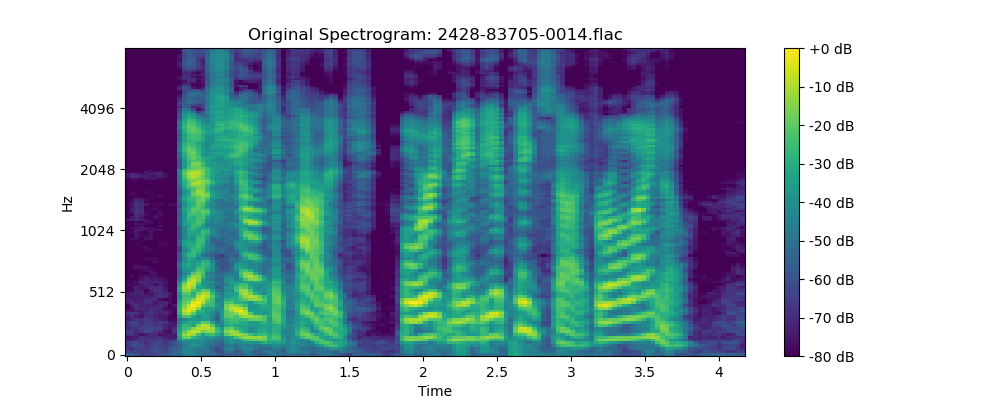 Original Spectrogram: 2428-83705-0014.flac
+0 dB
4096
-10 dB
-20 dB
2048
-30 dB
Hz
1024
-40 dB
-50 dB
512
-60 dB
-70 dB
0
-80 dB
0 0.5 1 1.5 2 2.5 3 3.5 4
Time